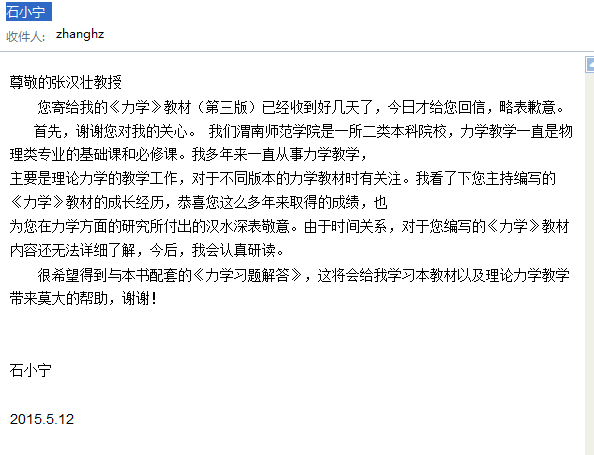 石小宁
收件人： zhanghz
尊敬的张汉壮教授
您寄给我的《力学》教材（第三版）已经收到好几天了，今日才给您回信，略表歉意。
首先，谢谢您对我的关心。 我们渭南师范学院是一所二类本科院校，力学教学一直是物
理类专业的基础课和必修课。我多年来一直从事力学教学，
主要是理论力学的教学工作，对于不同版本的力学教材时有关注。我看了下您主持编写的
《力学》教材的成长经历，恭喜您这么多年来取得的成绩，也
为您在力学方面的研究所付出的汉水深表敬意。由于时间关系，对于您编写的《力学》教材
内容还无法详细了解，今后，我会认真研读。
很希望得到与本书配套的《力学习题解答》，这将会给我学习本教材以及理论力学教学
带来莫大的帮助，谢谢！
石小宁
2015.5.12